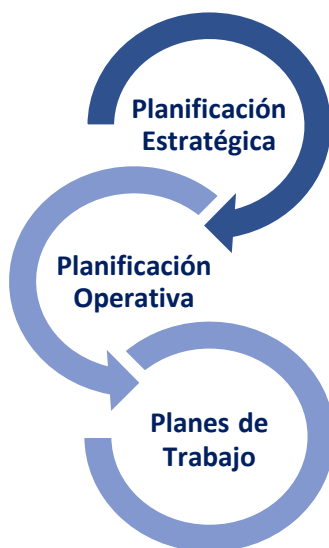 Planificación
Estratégica
Planificación
Operativa
Planes de
Trabajo